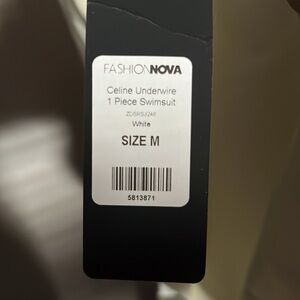 FASHIONNOVA
Celine Underwire
1 Piece Swimsuit
White
SIZE M
5813871